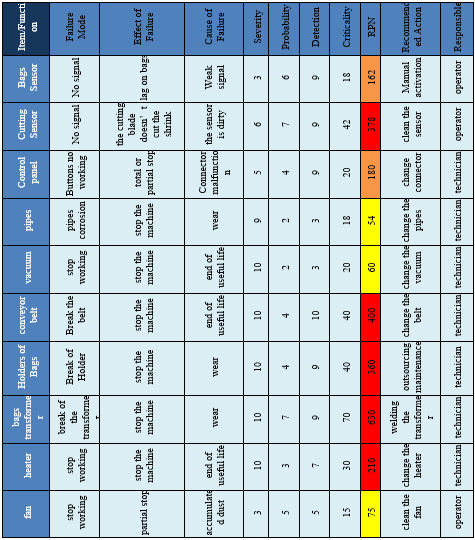 Item/Functi
on
Failure
Mode
Effect of
Failure
Cause of
Failure
Severity
Probability
Detection
Criticality
RPN
Recommend
ed Action
Responsible
Bags
Sensor
No signal
lag on bags
Weak
signal
3
6
9
18
162
Manual
activation
operator
Cutting
Sensor
No signal
the cutting
blade
doesn't
cut the
shrink
the sensor
is dirty
6
7
9
42
378
clean the
sensor
operator
Control
panel
Buttons no
working
total or
partial stop
Connector
malfunctio
n
5
4
9
20
180
change
connector
technician
pipes
pipes
corrosion
stop the
machine
wear
9
2
3
18
54
change the
pipes
technician
vacuum
stop
working
stop the
machine
end of
useful life
10
2
3
20
60
change the
vacuum
technician
conveyor
belt
Break the
belt
stop the
machine
end of
useful life
10
4
10
40
400
change the
belt
technician
Holders of
Bags
Break of
Holder
stop the
machine
wear
10
4
9
40
360
outsourcing
maintenance
technician
bags
transforme
r
break of
the
transforme
r
stop the
machine
wear
10
7
9
70
630
welding
the
transforme
r
technician
heater
stop
working
stop the
machine
end of
useful life
10
3
7
30
210
change the
heater
technician
fan
stop
working
partial stop
accumulate
d dust
3
5
5
15
75
clean the
fan
operator